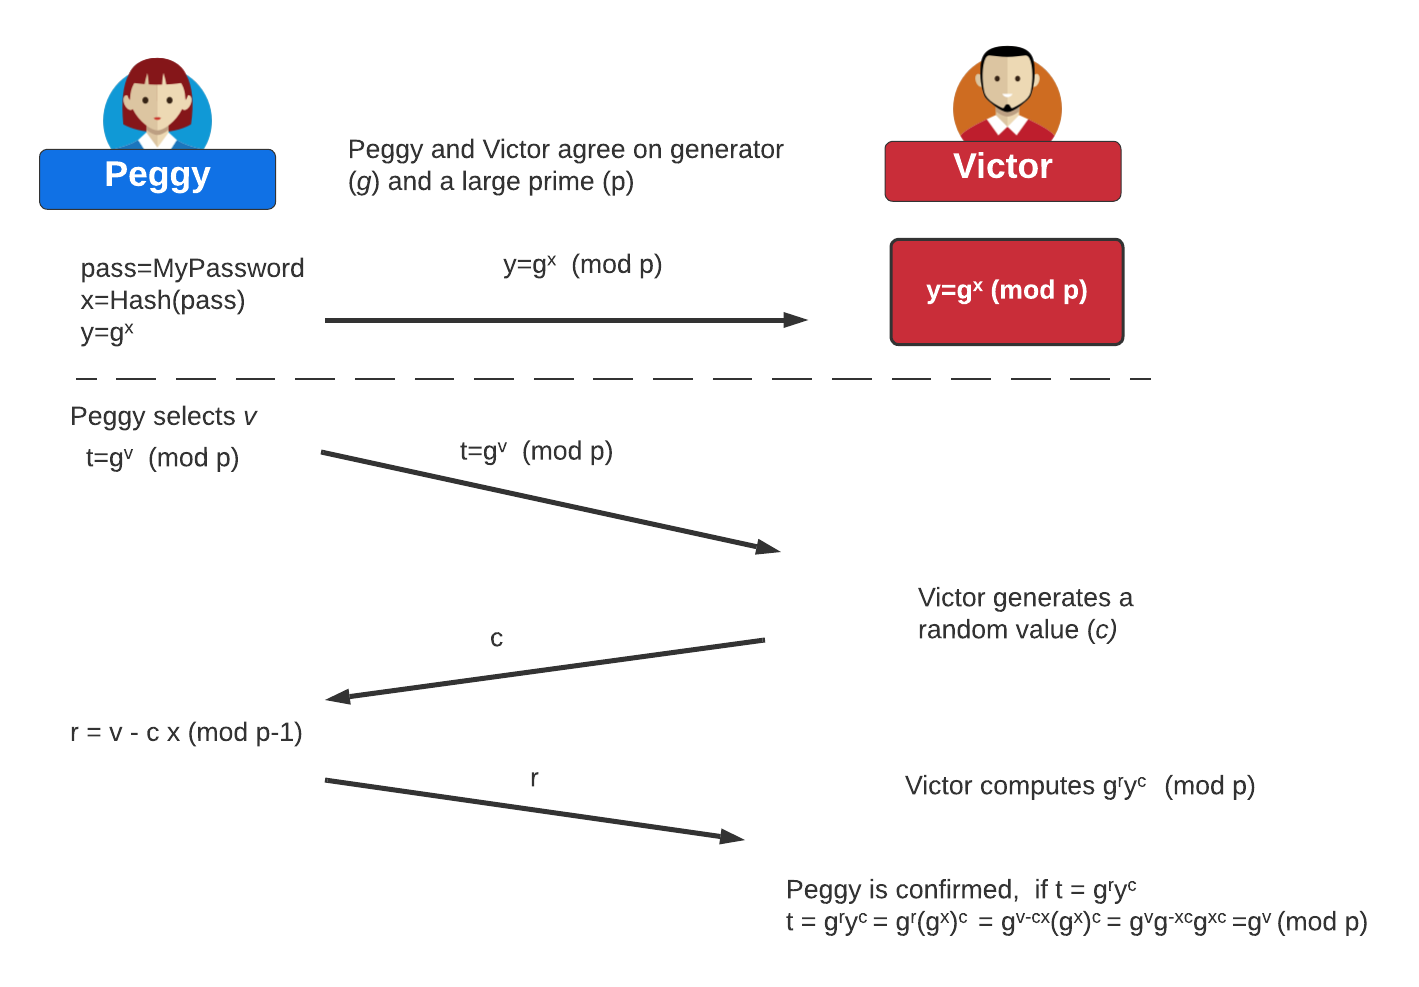 Peggy
Victor
Peggy and Victor agree on generator
(g) and a large prime (p)
pass=MyPassword
x=Hash(pass)
y=gˣ
y=gˣ (mod p)
y=gˣ (mod p)
Peggy selects v
t=gᵛ (mod p)
t=gᵛ (mod p)
Victor generates a
random value (c)
c
r = v - c x (mod p-1)
r
Victor computes gʳyᶜ (mod p)
Peggy is confirmed, if t = gʳyᶜ
t = gʳyᶜ = gʳ(gˣ)ᶜ = gᵛ⁻ᶜˣ(gˣ)ᶜ = gᵛg⁻ˣᶜgˣᶜ =gᵛ (mod p)